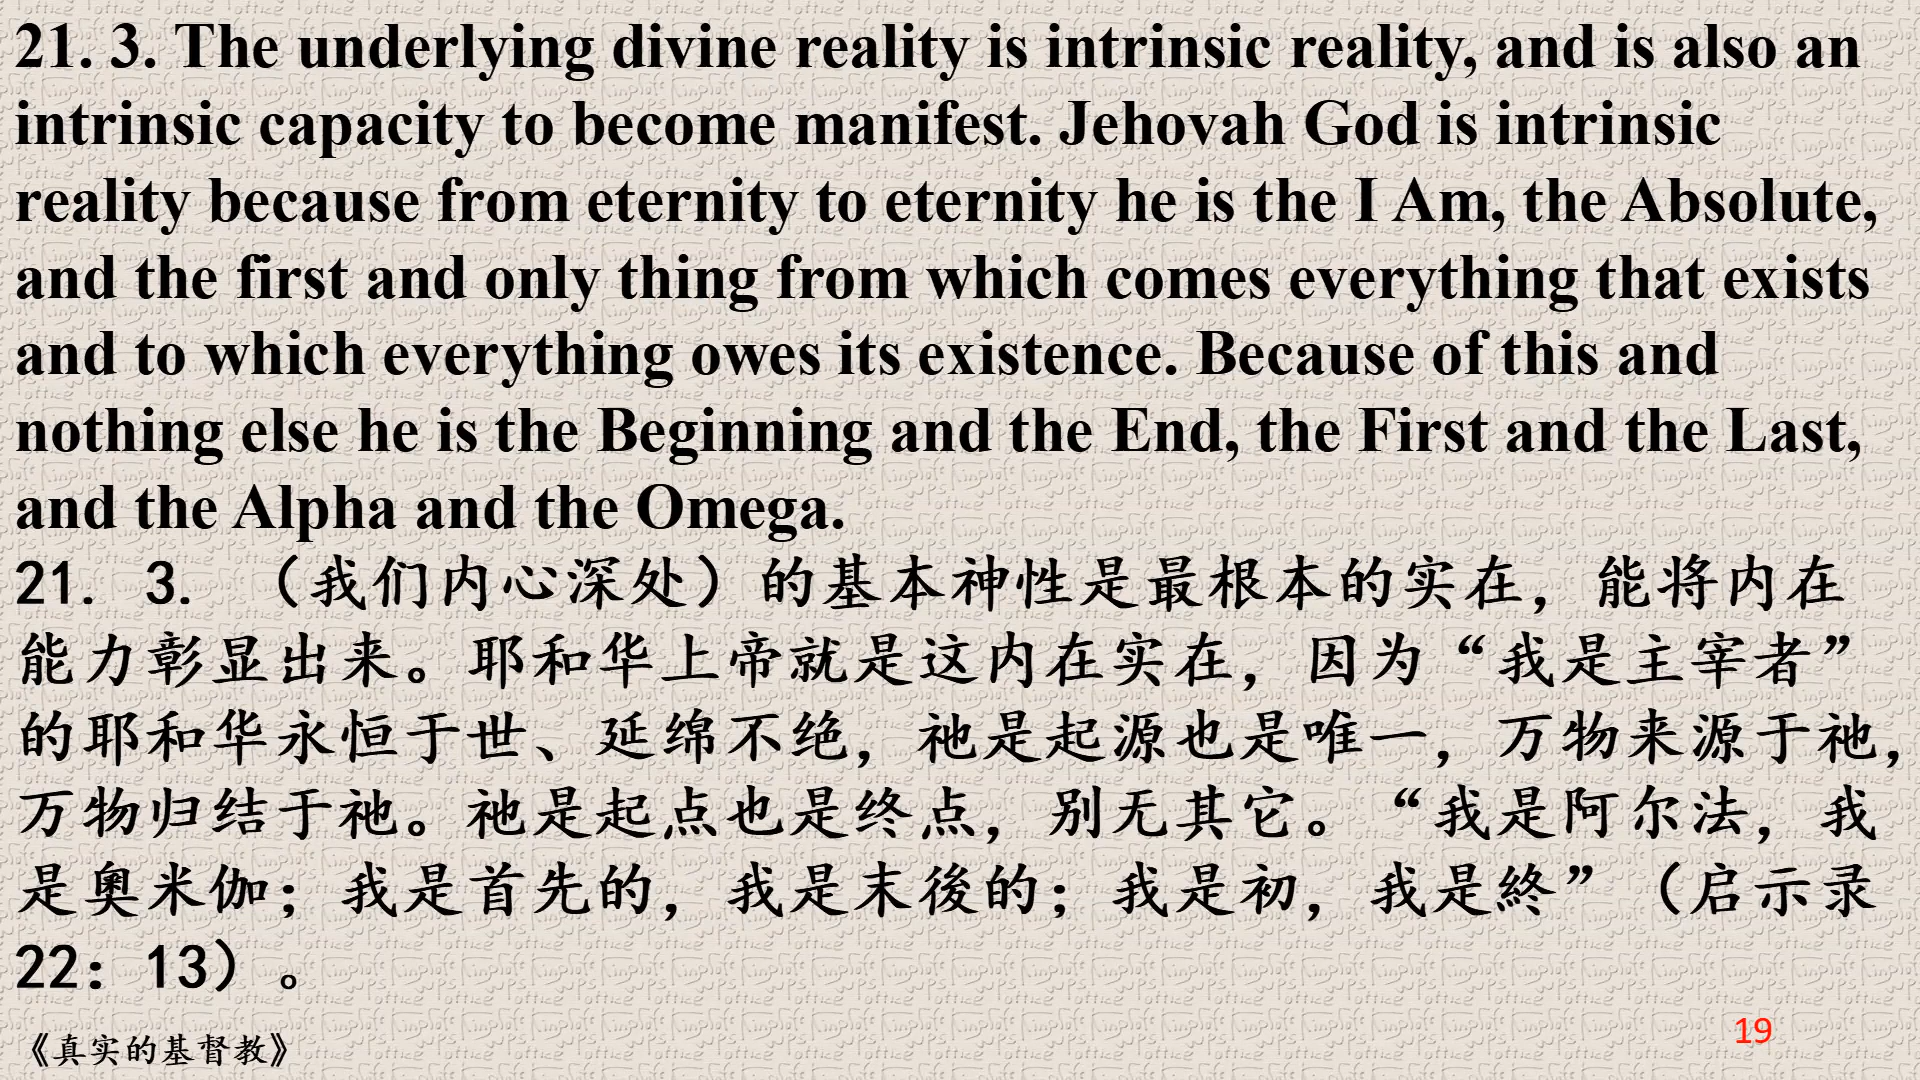 21. 3. The underlying divine reality is intrinsic reality, and is also an
intrinsic capacity to become manifest. Jehovah God is intrinsic
reality because from eternity to eternity he is the I Am, the Absolute,
and the first and only thing from which comes everything that exists
and to which everything owes its existence. Because of this and
nothing else he is the Beginning and the End, the First and the Last,
and the Alpha and the Omega.
21. 3. （我们内心深处）的基本神性是最根本的实在，能将内在
能力彰显出来。耶和华上帝就是这内在实在，因为“我是主宰者”
的耶和华永恒于世、延绵不绝，祂是起源也是唯一，万物来源于祂，
万物归结于祂。祂是起点也是终点，别无其它。“我是阿尔法，我
是奧米伽；我是首先的，我是末後的；我是初，我是終”（启示录
22：13）。
《真实的基督教》
19